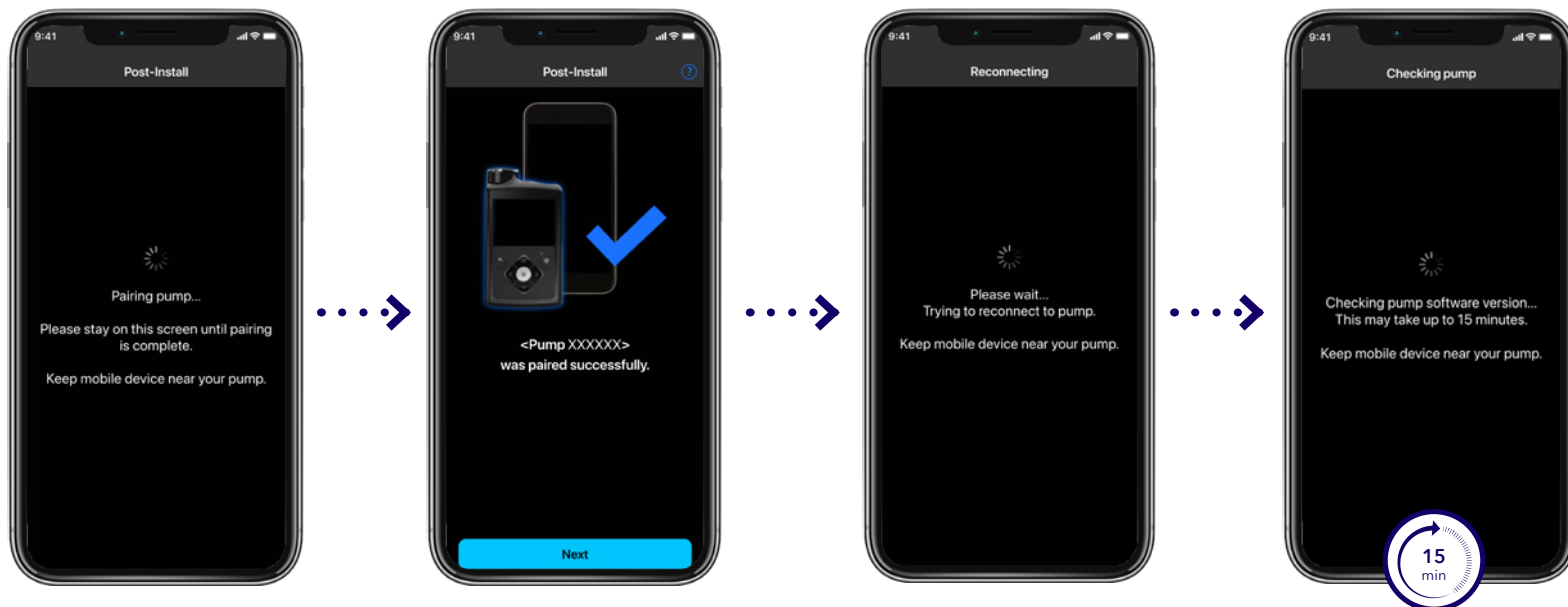 9:41
Post-Install
Pairing pump...
Please stay on this screen until pairing
is complete.
Keep mobile device near your pump.
9:41
Post-Install
?
<Pump XXXXXX>
was paired successfully.
Next
9:41
Reconnecting
Please wait...
Trying to reconnect to pump.
Keep mobile device near your pump.
9:41
Checking pump
Checking pump software version...
This may take up to 15 minutes.
Keep mobile device near your pump.
15
min